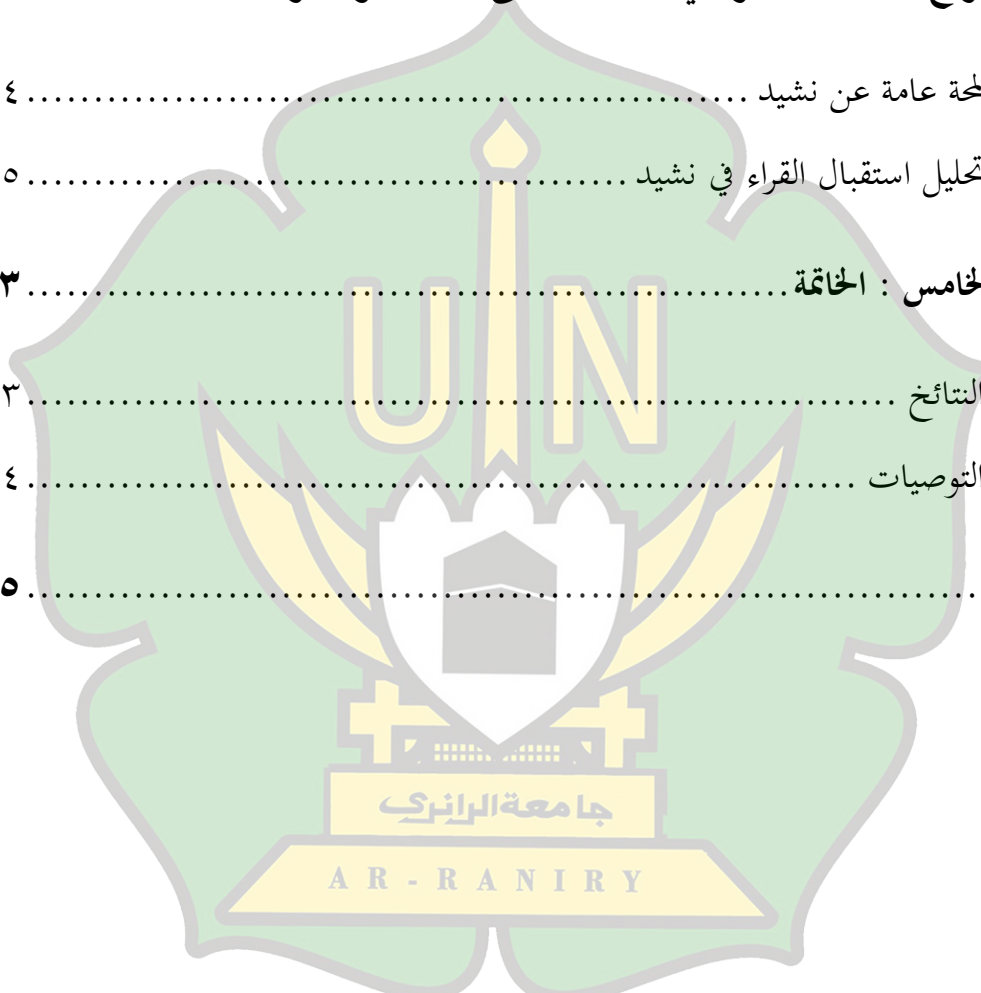 لمحة عامة عن نشيد ........................................................ ٤
تحليل استقبال القراء في نشيد ............................................. ٥
لخامس : الخاتمة ........................................................ ٣
النتائخ ................................................................ ٣
التوصيات ............................................................. ٤
........................................................................ ٥
UIN
جامعة الرانري
AR-RANIRY